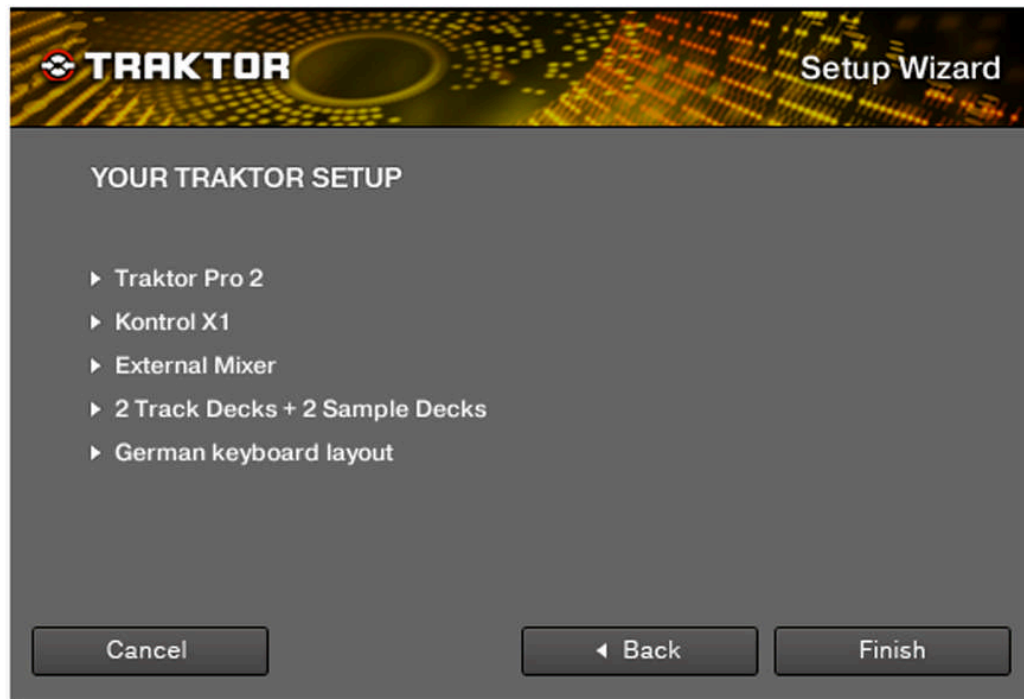 TRAKTOR
Setup Wizard
YOUR TRAKTOR SETUP
Traktor Pro 2
Kontrol X1
External Mixer
2 Track Decks + 2 Sample Decks
German keyboard layout
Cancel
Back
Finish